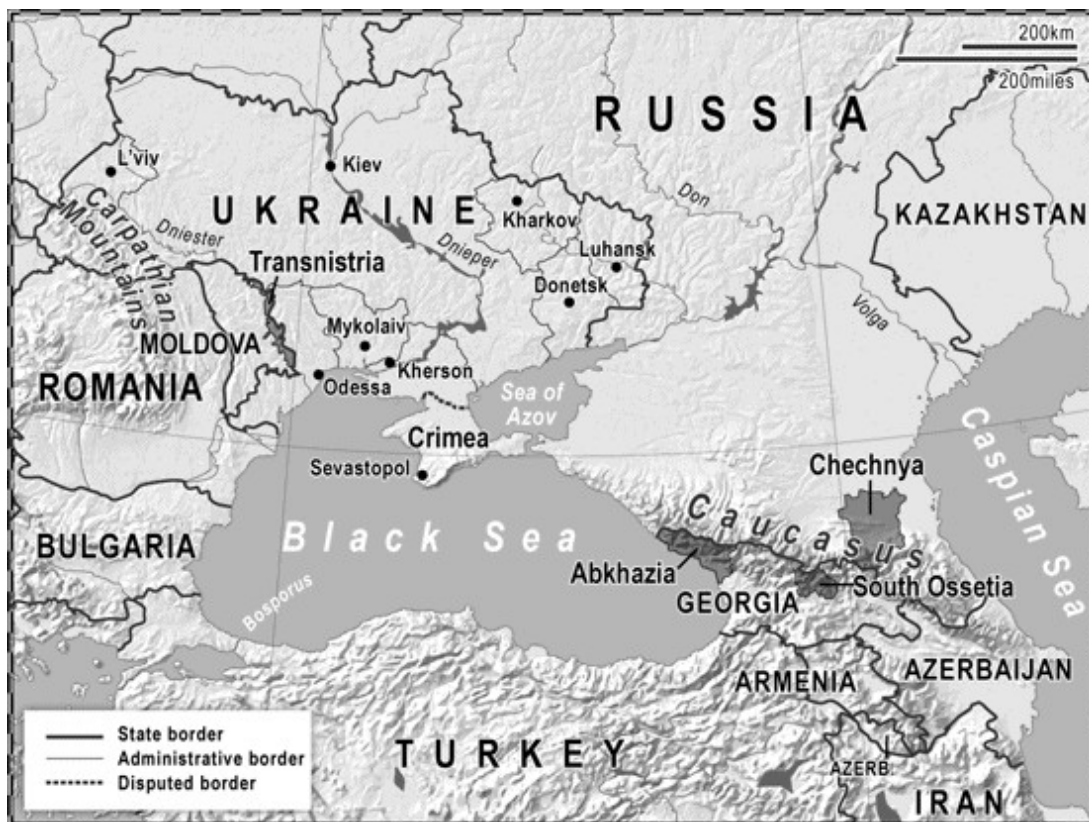 200km
200miles
RUSSIA
L'viv
Kiev
UKRAINE
Kharkov
Don
KAZAKHSTAN
Carpathian
Mountains
Dniester
Dnieper
Luhansk
Transnistria
Donetsk
Volga
Mykolaiv
MOLDOVA
Kherson
ROMANIA
Odessa
Sea of
Azov
Crimea
Caspian Sea
Sevastopol
Chechnya
Caucasus
Black Sea
BULGARIA
Abkhazia
South Ossetia
GEORGIA
Bosporus
ARMENIA
AZERBAIJAN
State border
Administrative border
Disputed border
TURKEY
AZERB.
IRAN